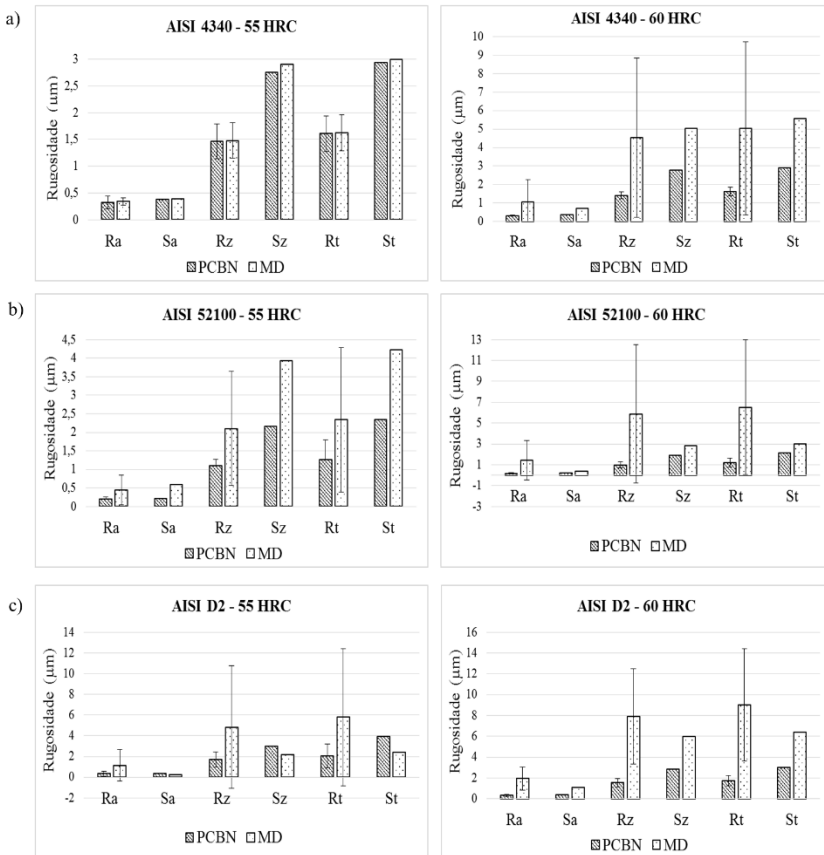 a)
AISI 4340 - 55 HRC
Rugosidade (μm)
3
2,5
2
1,5
1
0,5
0
Ra Sa Rz Sz Rt St
PCBN MD
AISI 4340 - 60 HRC
Rugosidade (μm)
10
9
8
7
6
5
4
3
2
1
0
Ra Sa Rz Sz Rt St
PCBN MD
b)
AISI 52100 - 55 HRC
Rugosidade (μm)
4,5
4
3,5
3
2,5
2
1,5
1
0,5
0
Ra Sa Rz Sz Rt St
PCBN MD
AISI 52100 - 60 HRC
Rugosidade (μm)
13
11
9
7
5
3
1
-1
-3
Ra Sa Rz Sz Rt St
PCBN MD
c)
AISI D2 - 55 HRC
Rugosidade (μm)
14
12
10
8
6
4
2
0
-2
Ra Sa Rz Sz Rt St
PCBN MD
AISI D2 - 60 HRC
Rugosidade (μm)
16
14
12
10
8
6
4
2
0
Ra Sa Rz Sz Rt St
PCBN MD